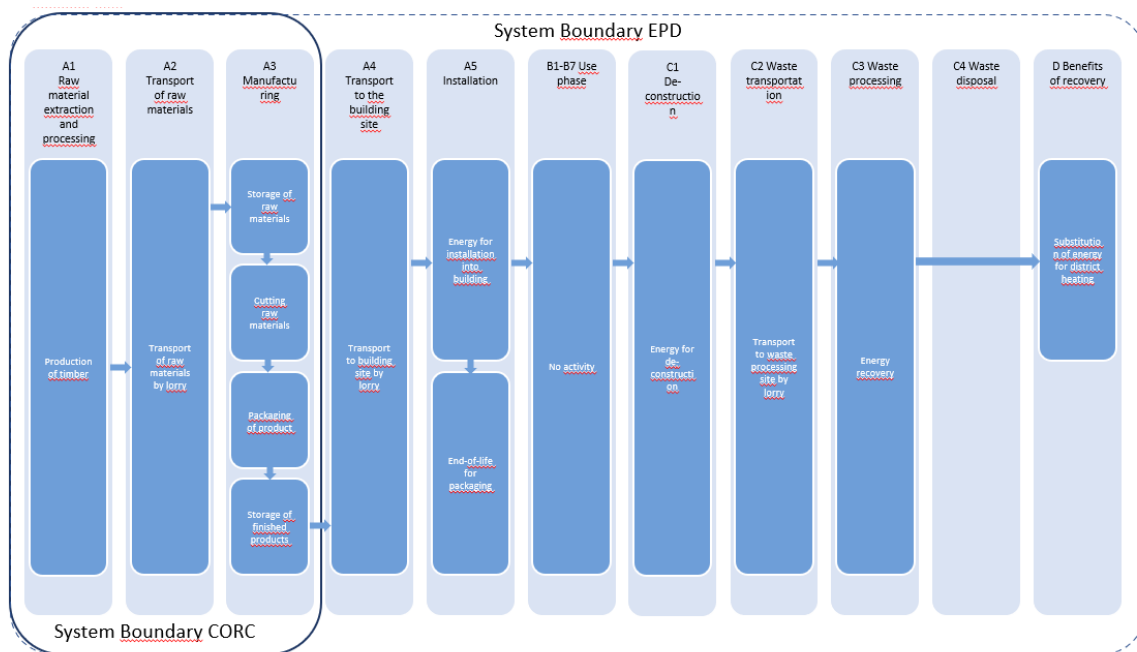 System Boundary EPD
A1
Raw
material
extraction
and
processing
A2
Transport
of raw
materials
A3
Manufactu
ring
A4
Transport
to the
building
site
A5
Installation
B1-B7 Use
phase
C1
De-
constructio
n
C2 Waste
transportat
ion
C3 Waste
processing
C4 Waste
disposal
D Benefits
of recovery
Production
of timber
Transport
of raw
materials
by lorry
Storage of
raw
materials
Cutting
raw
materials
Packaging
of product
Storage of
finished
products
Transport
to building
site by
lorry
Energy for
installation
into
building
End-of-life
for
packaging
No activity
Energy for
de-
constructi
on
Transport
to waste
processing
site by
lorry
Energy
recovery
Substitutio
n of energy
for district
heating
System Boundary CORC